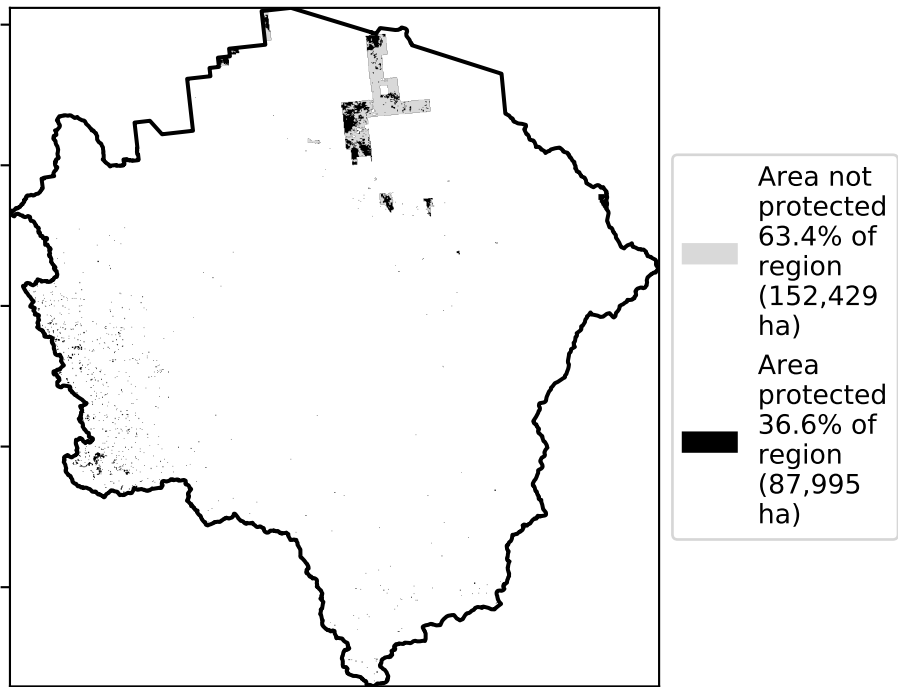 Area not
protected
63.4% of
region
(152,429
ha)
Area
protected
36.6% of
region
(87,995
ha)